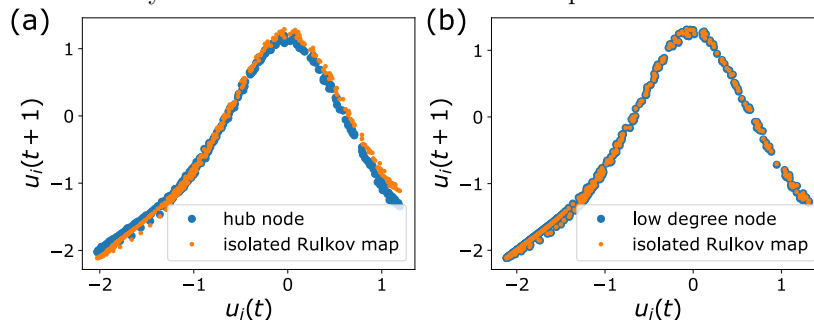 (a)
1
0
−1
−2
u_i(t + 1)
hub node
isolated Rulkov map
−2 −1 0 1
u_i(t)
(b)
1
0
−1
−2
u_i(t + 1)
low degree node
isolated Rulkov map
−2 −1 0 1
u_i(t)